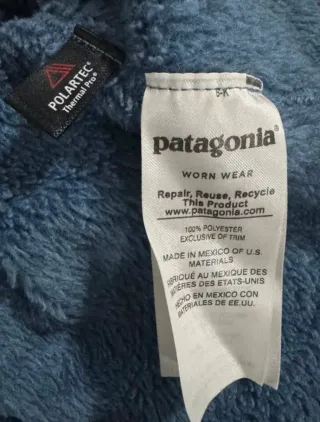 POLARTEC®
Thermal Pro®
patagonia®
WORN WEAR
Repair, Reuse, Recycle
This Product
www.patagonia.com
100% POLYESTER
EXCLUSIVE OF TRIM
MADE IN MEXICO OF U.S.
MATERIALS
FABRIQUÉ AU MEXIQUE DES
MATIÈRES DES ETATS-UNIS
HECHO EN MEXICO CON
MATERIALES DE EE.UU.